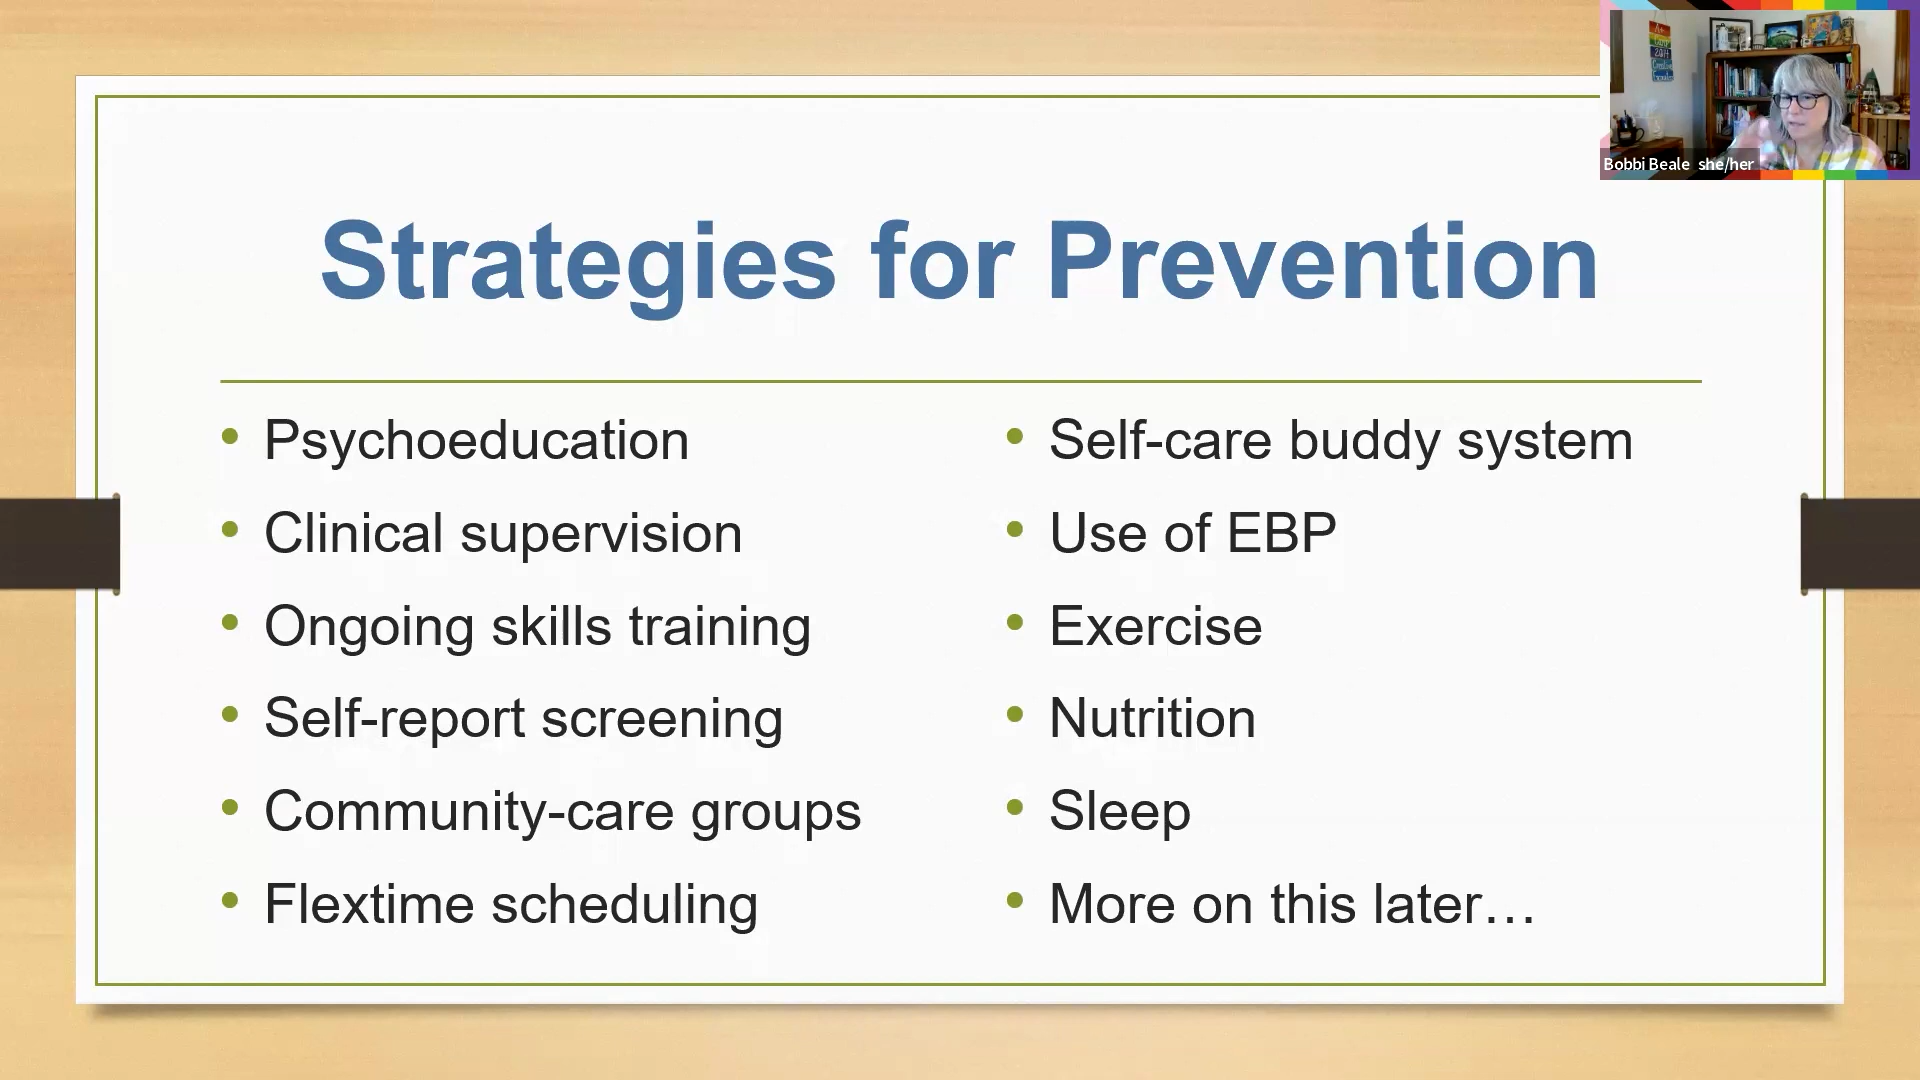 Bobbi Beale she/her
Strategies for Prevention
• Psychoeducation
• Clinical supervision
• Ongoing skills training
• Self-report screening
• Community-care groups
• Flextime scheduling
• Self-care buddy system
• Use of EBP
• Exercise
• Nutrition
• Sleep
• More on this later…